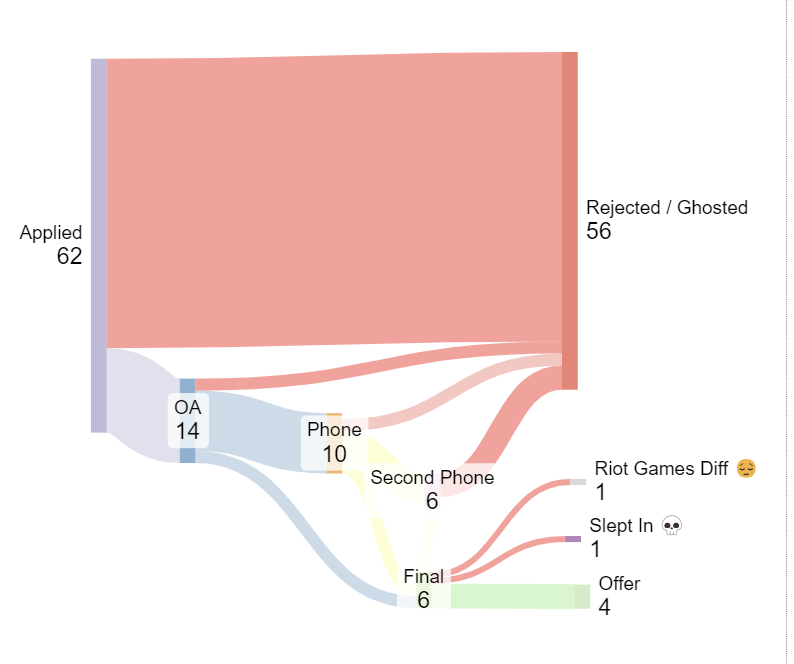 Applied
62
Rejected / Ghosted
56
OA
14
Phone
10
Second Phone
6
Riot Games Diff 😔
1
Slept In 💀
1
Final
6
Offer
4